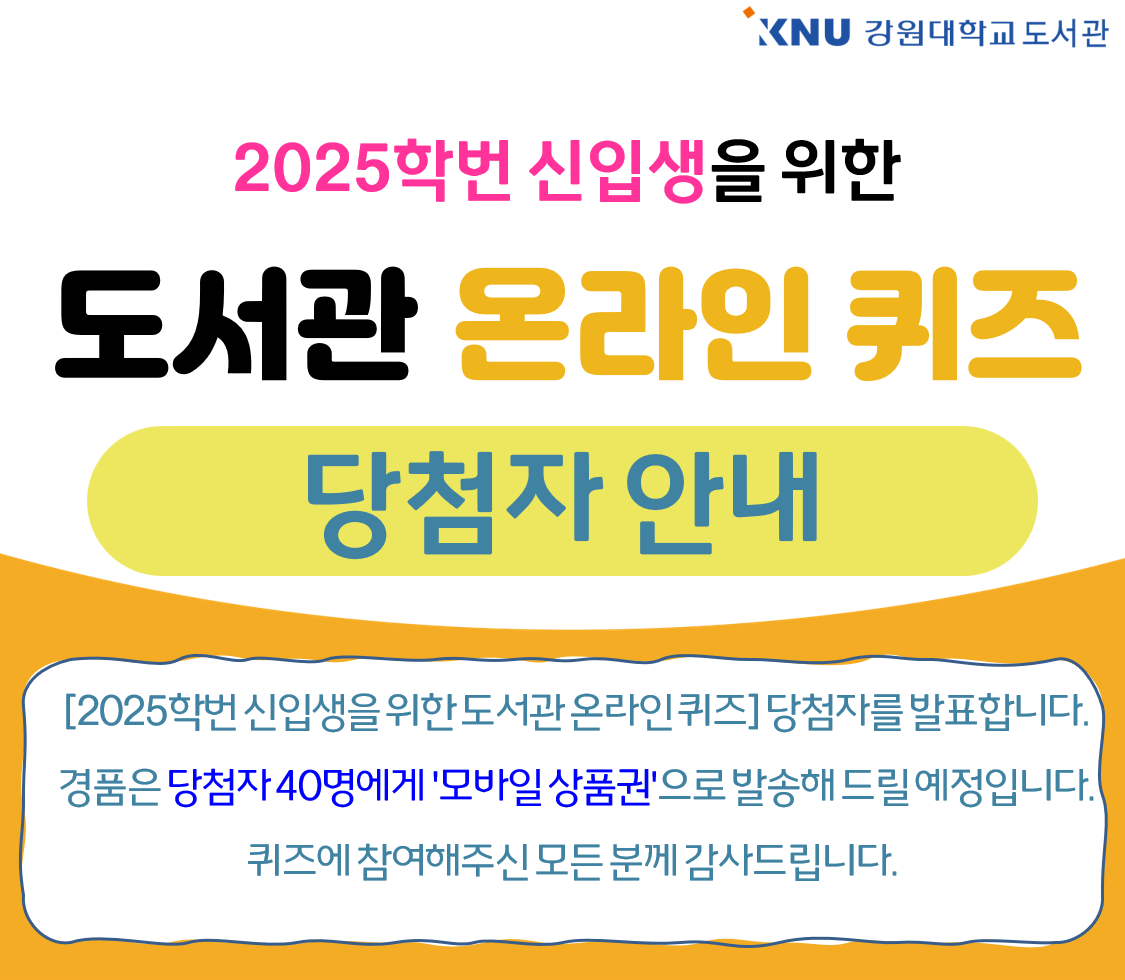 KNU 강원대학교도서관
2025학번 신입생을 위한
도서관 온라인 퀴즈
당첨자 안내
[2025학번 신입생을 위한 도서관 온라인 퀴즈] 당첨자를 발표합니다.
경품은 당첨자 40명에게 '모바일 상품권'으로 발송해 드릴 예정입니다.
퀴즈에 참여해주신 모든 분께 감사드립니다.